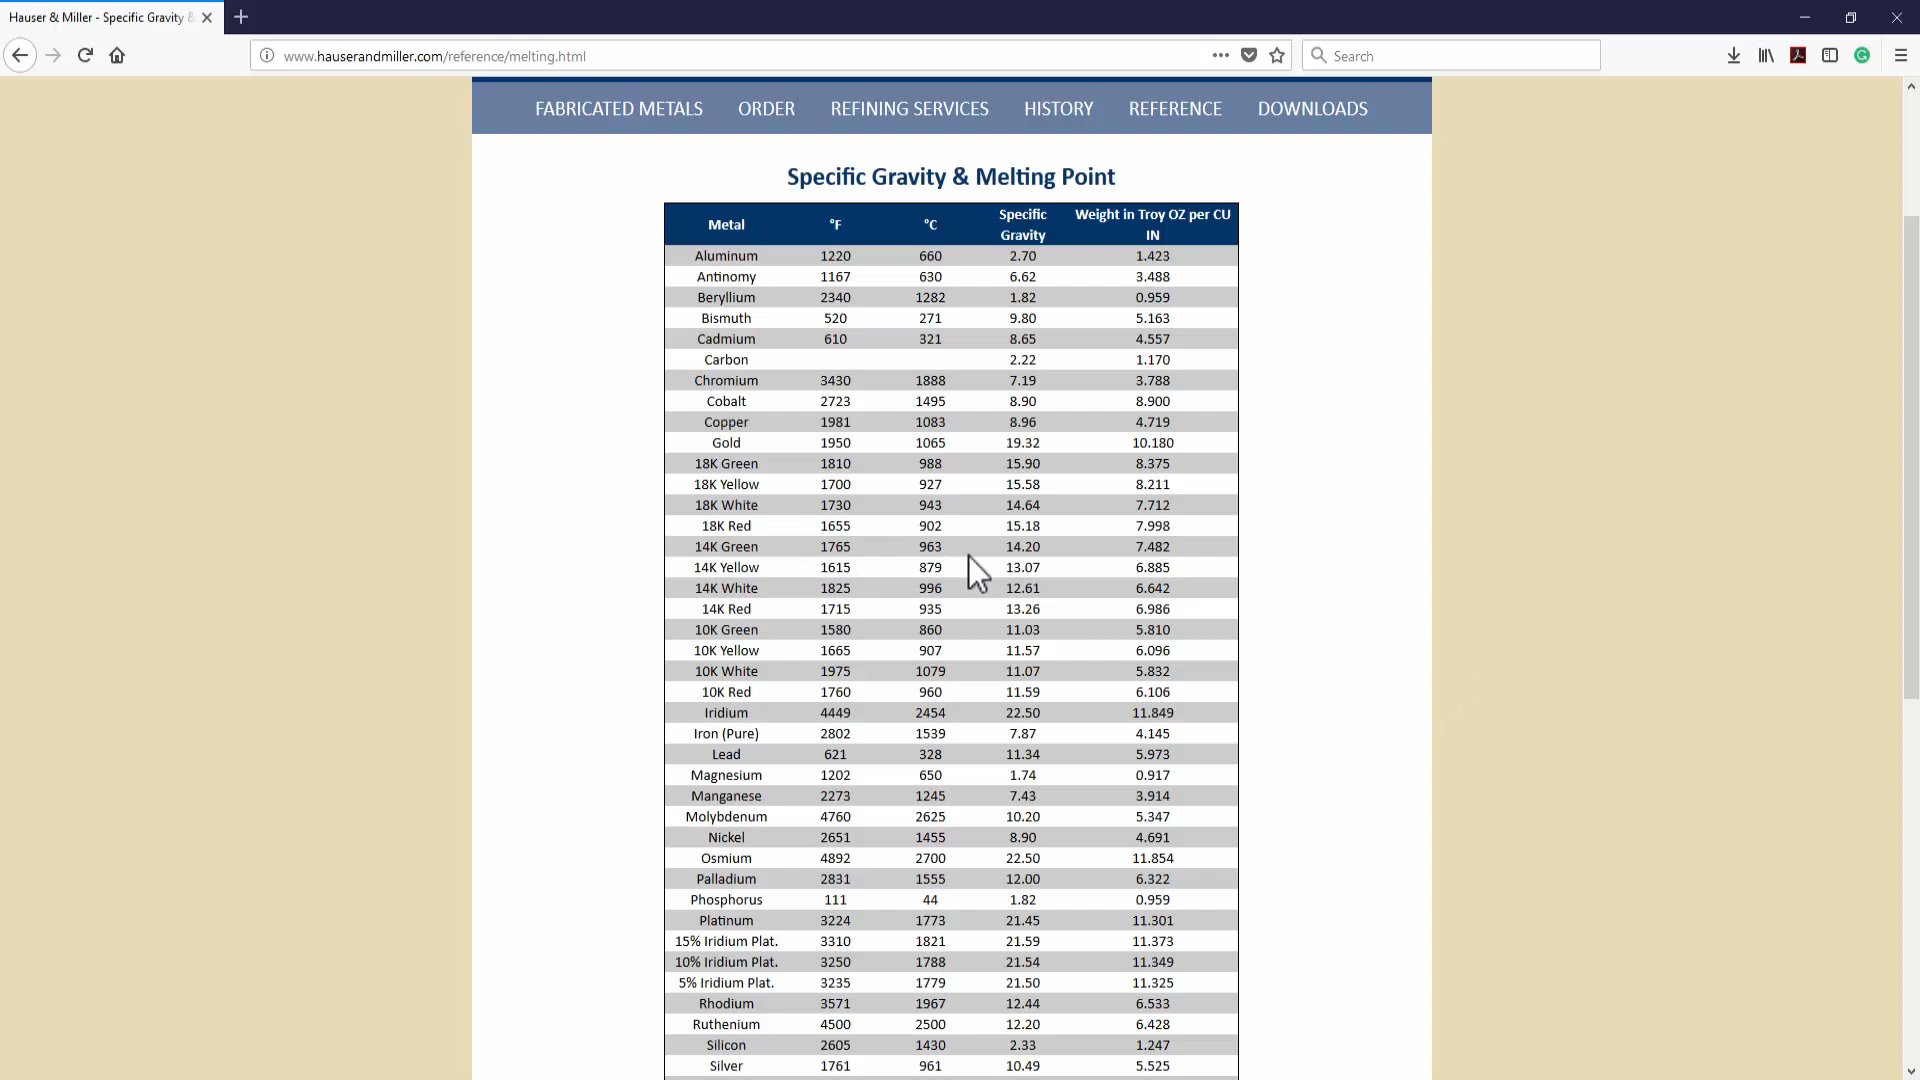 Hauser & Miller - Specific Gravity &
www.hauserandmiller.com/reference/melting.html
Search
FABRICATED METALS ORDER REFINING SERVICES HISTORY REFERENCE DOWNLOADS
Specific Gravity & Melting Point
Metal °F °C Specific Gravity Weight in Troy OZ per CU IN
Aluminum 1220 660 2.70 1.423
Antinomy 1167 630 6.62 3.488
Beryllium 2340 1282 1.82 0.959
Bismuth 520 271 9.80 5.163
Cadmium 610 321 8.65 4.557
Carbon 2.22 1.170
Chromium 3430 1888 7.19 3.788
Cobalt 2723 1495 8.90 8.900
Copper 1981 1083 8.96 4.719
Gold 1950 1065 19.32 10.180
18K Green 1810 988 15.90 8.375
18K Yellow 1700 927 15.58 8.211
18K White 1730 943 14.64 7.712
18K Red 1655 902 15.18 7.998
14K Green 1765 963 14.20 7.482
14K Yellow 1615 879 13.07 6.885
14K White 1825 996 12.61 6.642
14K Red 1715 935 13.26 6.986
10K Green 1580 860 11.03 5.810
10K Yellow 1665 907 11.57 6.096
10K White 1975 1079 11.07 5.832
10K Red 1760 960 11.59 6.106
Iridium 4449 2454 22.50 11.849
Iron (Pure) 2802 1539 7.87 4.145
Lead 621 328 11.34 5.973
Magnesium 1202 650 1.74 0.917
Manganese 2273 1245 7.43 3.914
Molybdenum 4760 2625 10.20 5.347
Nickel 2651 1455 8.90 4.691
Osmium 4892 2700 22.50 11.854
Palladium 2831 1555 12.00 6.322
Phosphorus 111 44 1.82 0.959
Platinum 3224 1773 21.45 11.301
15% Iridium Plat. 3310 1821 21.59 11.373
10% Iridium Plat. 3250 1788 21.54 11.349
5% Iridium Plat. 3235 1779 21.50 11.325
Rhodium 3571 1967 12.44 6.533
Ruthenium 4500 2500 12.20 6.428
Silicon 2605 1430 2.33 1.247
Silver 1761 961 10.49 5.525